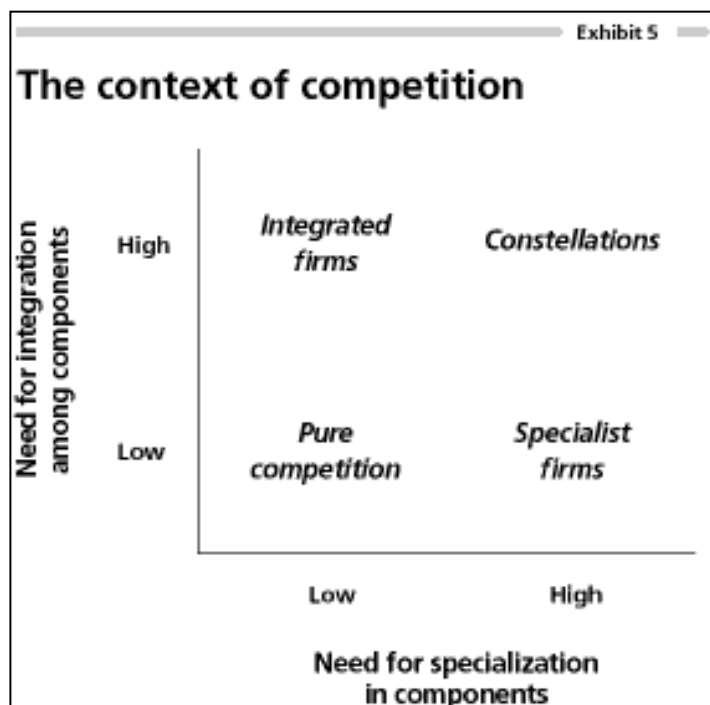 Exhibit 5
The context of competition
Need for integration
among components
High
Integrated
firms
Constellations
Low
Pure
competition
Specialist
firms
Low
High
Need for specialization
in components